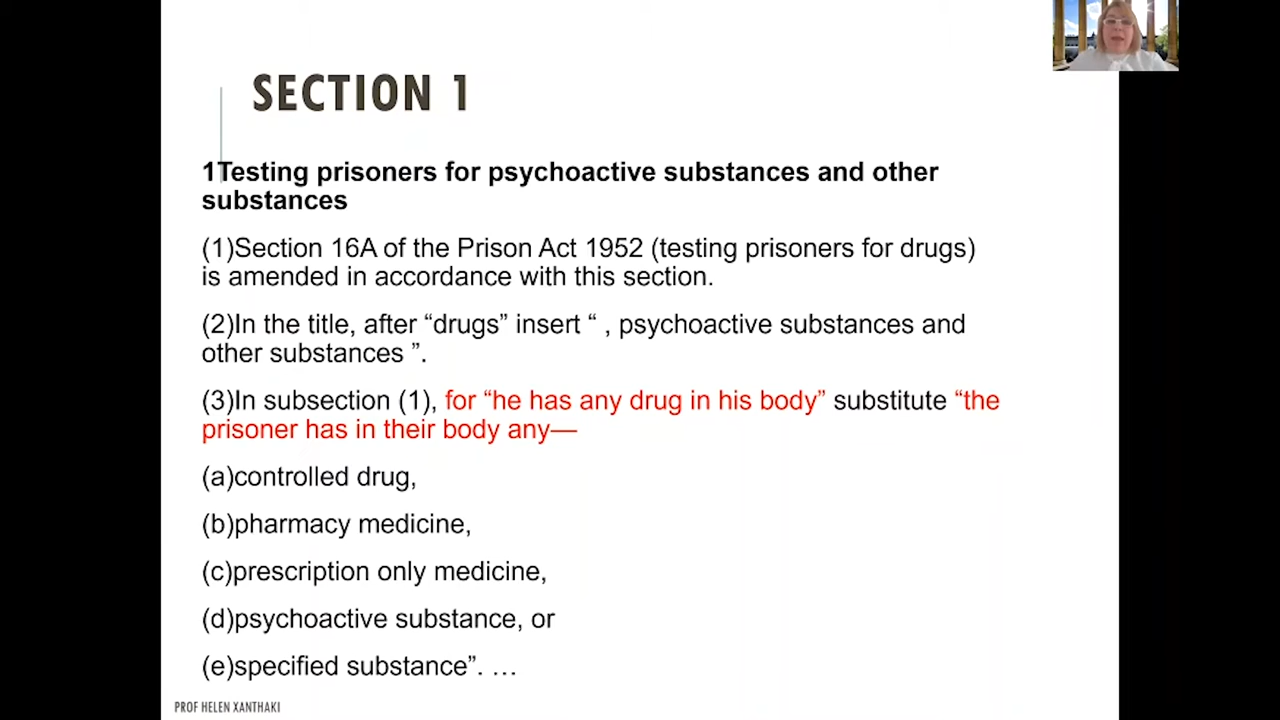 SECTION 1
1Testing prisoners for psychoactive substances and other
substances
(1)Section 16A of the Prison Act 1952 (testing prisoners for drugs)
is amended in accordance with this section.
(2)In the title, after “drugs” insert “ , psychoactive substances and
other substances ”.
(3)In subsection (1), for “he has any drug in his body” substitute “the
prisoner has in their body any—
(a)controlled drug,
(b)pharmacy medicine,
(c)prescription only medicine,
(d)psychoactive substance, or
(e)specified substance”. …
PROF HELEN XANTHAKI